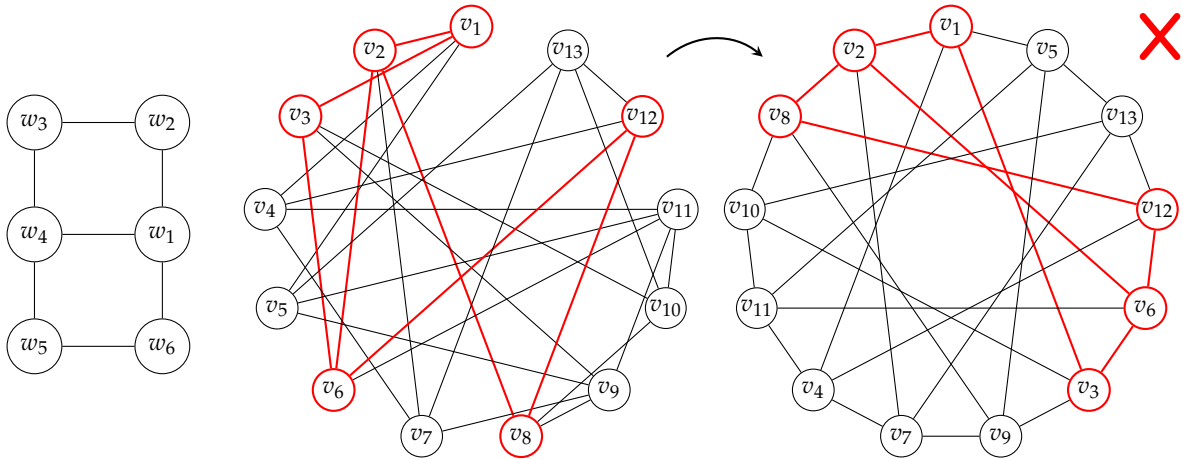 w3 w2
w4 w1
w5 w6
v1
v2 v13
v3 v12
v4 v11
v5 v10
v6 v9
v7 v8
v1
v2 v5
v8 v13
v10 v12
v11 v6
v4 v3
v7 v9